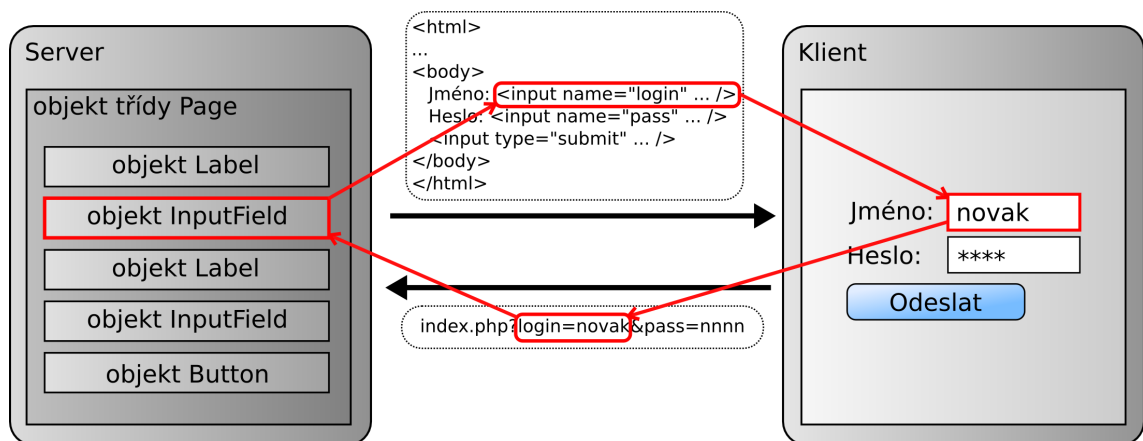 Server
objekt třídy Page
objekt Label
objekt InputField
objekt Label
objekt InputField
objekt Button
<html>
...
<body>
Jméno: <input name="login" ... />
Heslo: <input name="pass" ... />
<input type="submit" ... />
</body>
</html>
index.php?login=novak&pass=nnnn
Klient
Jméno: novak
Heslo: ****
Odeslat